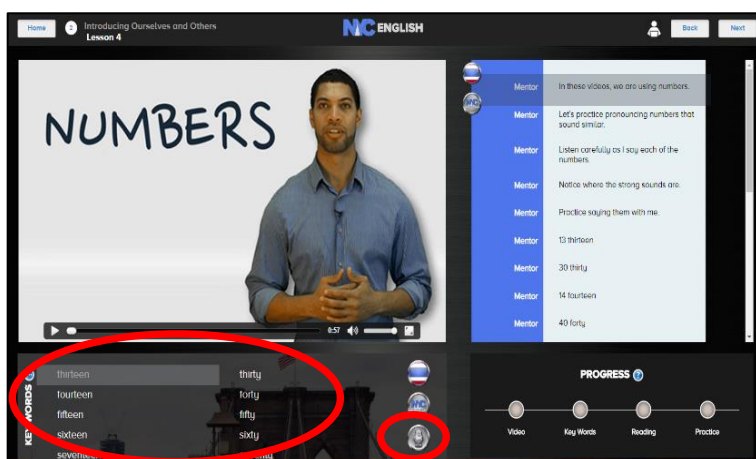 Home
2
Introducing Ourselves and Others
Lesson 4
NYC ENGLISH
Back
Next
NUMBERS
0:57
Mentor In these videos, we are using numbers.
Mentor Let's practice pronouncing numbers that
sound similar.
Mentor Listen carefully as I say each of the
numbers.
Mentor Notice where the strong sounds are.
Mentor Practice saying them with me.
Mentor 13 thirteen
Mentor 30 thirty
Mentor 14 fourteen
Mentor 40 forty
KEY WORDS
thirteen thirty
fourteen forty
fifteen fifty
sixteen sixty
seventeen
PROGRESS
Video Key Words Reading Practice